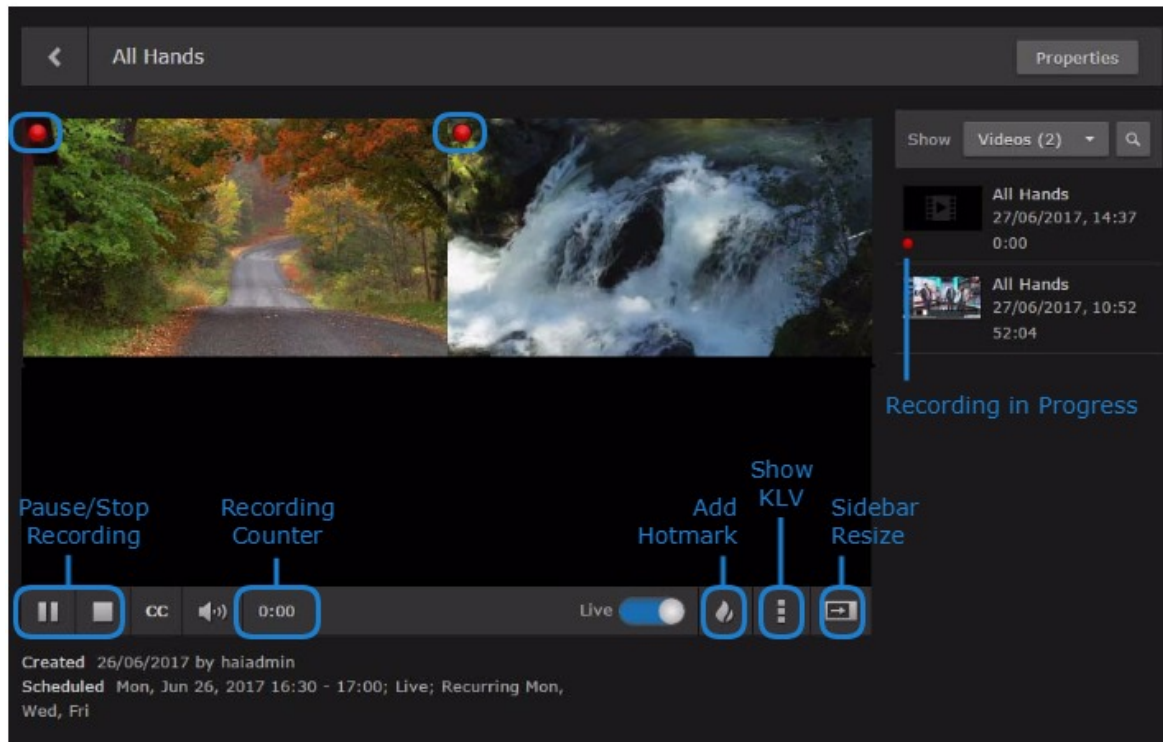 All Hands
Properties
Show Videos (2)
All Hands
27/06/2017, 14:37
0:00
All Hands
27/06/2017, 10:52
52:04
Recording in Progress
Pause/Stop
Recording
Recording
Counter
Add
Hotmark
Show
KLV
Sidebar
Resize
CC
0:00
Live
Created 26/06/2017 by haiadmin
Scheduled Mon, Jun 26, 2017 16:30 - 17:00; Live; Recurring Mon,
Wed, Fri